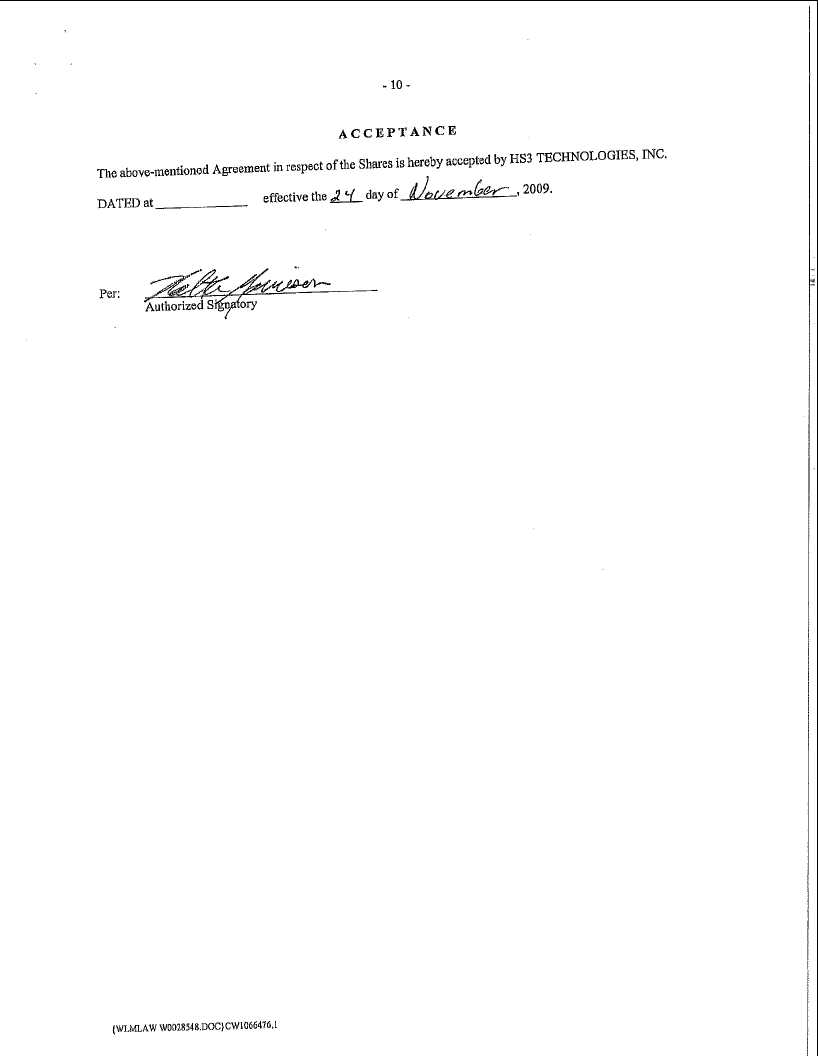 - 10 -
ACCEPTANCE
The above-mentioned Agreement in respect of the Shares is hereby accepted by HS3 TECHNOLOGIES, INC.
DATED at ____________ effective the 24 day of November, 2009.
Per:
Authorized Signatory
(WLMLAW W0028548.DOC)CW1066476.1